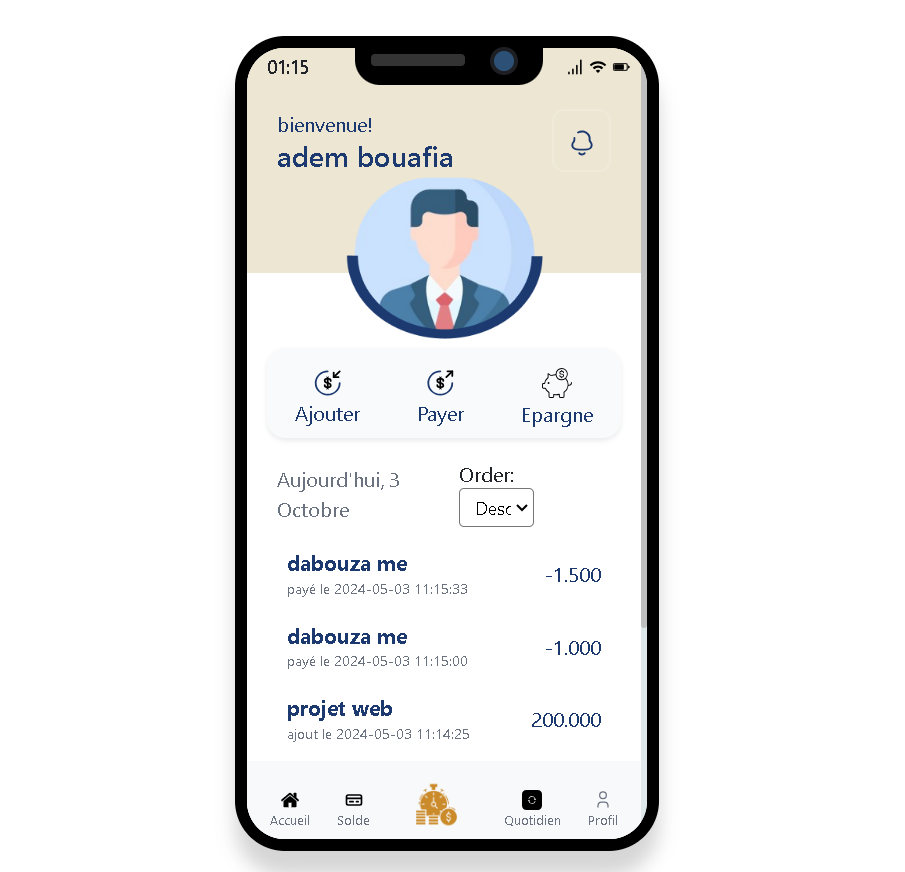 01:15
bienvenue!
adem bouafia
Ajouter
Payer
Epargne
Aujourd'hui, 3
Octobre
Order:
Desc
dabouza me
-1.500
payé le 2024-05-03 11:15:33
dabouza me
-1.000
payé le 2024-05-03 11:15:00
projet web
200.000
ajout le 2024-05-03 11:14:25
Accueil
Solde
Quotidien
Profil